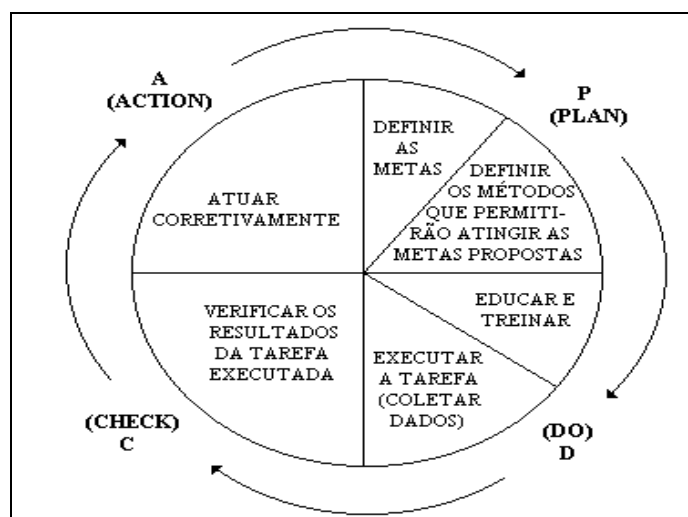 A
(ACTION)
P
(PLAN)
DEFINIR
AS
METAS
DEFINIR
OS MÉTODOS
QUE PERMITI-
RÃO ATINGIR AS
METAS PROPOSTAS
EDUCAR E
TREINAR
EXECUTAR
A TAREFA
(COLETAR
DADOS)
(DO)
D
VERIFICAR OS
RESULTADOS
DA TAREFA
EXECUTADA
(CHECK)
C
ATUAR
CORRETIVAMENTE